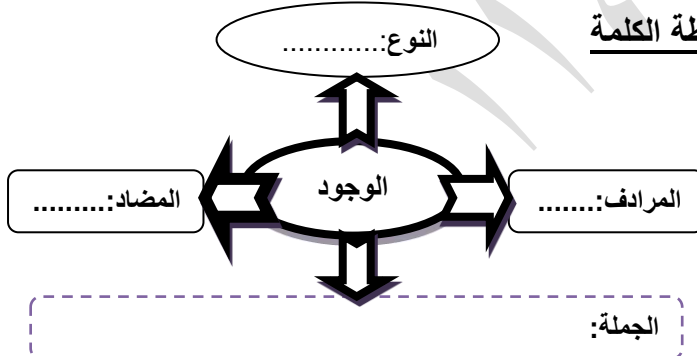 طة الكلمة
النوع:.............
الوجود
المرادف:.......
المضاد:.........
الجملة: